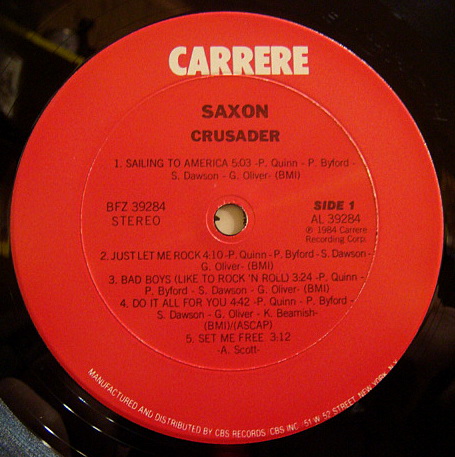 CARRERE
SAXON
CRUSADER
1. SAILING TO AMERICA 5:03 -P. Quinn - P. Byford -
S. Dawson - G. Oliver- (BMI)
BFZ 39284
STEREO
SIDE 1
AL 39284
℗ 1984 Carrere
Recording Corp.
2. JUST LET ME ROCK 4:10 -P. Quinn - P. Byford - S. Dawson -
G. Oliver- (BMI)
3. BAD BOYS (LIKE TO ROCK 'N ROLL) 3:24 -P. Quinn -
P. Byford - S. Dawson - G. Oliver- (BMI)
4. DO IT ALL FOR YOU 4:42 -P. Quinn - P. Byford -
S. Dawson - G. Oliver - K. Beamish-
(BMI)/(ASCAP)
5. SET ME FREE 3:12
-A. Scott-
MANUFACTURED AND DISTRIBUTED BY CBS RECORDS / CBS INC. · 51 W. 52 STREET, NEW YORK, N.Y.